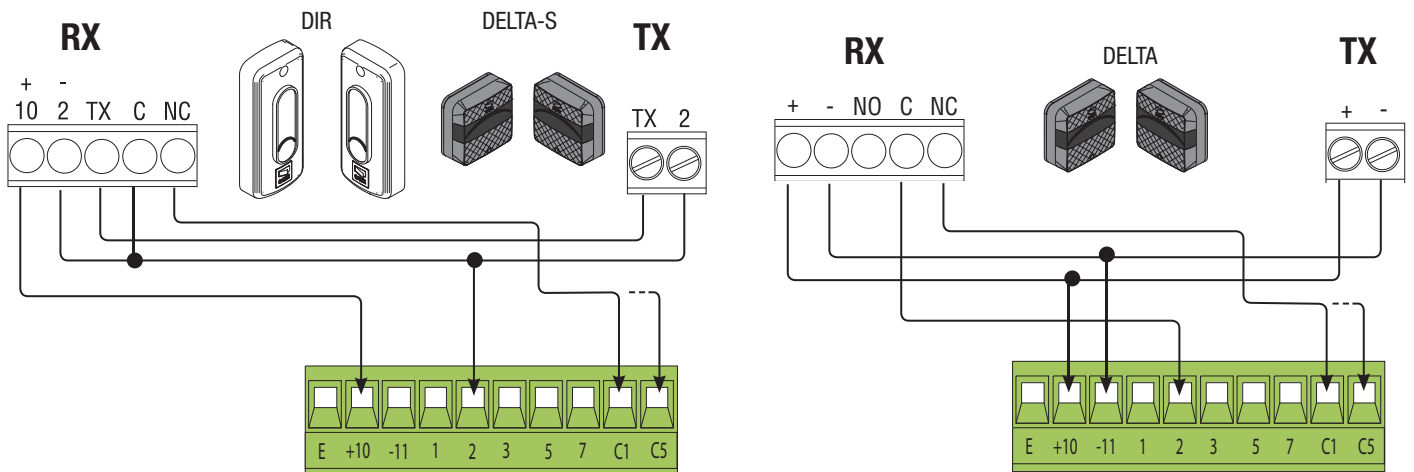 DIR DELTA-S
RX TX
+ -
10 2 TX C NC
TX 2
E +10 -11 1 2 3 5 7 C1 C5
DELTA
RX TX
+ - NO C NC
+ -
E +10 -11 1 2 3 5 7 C1 C5